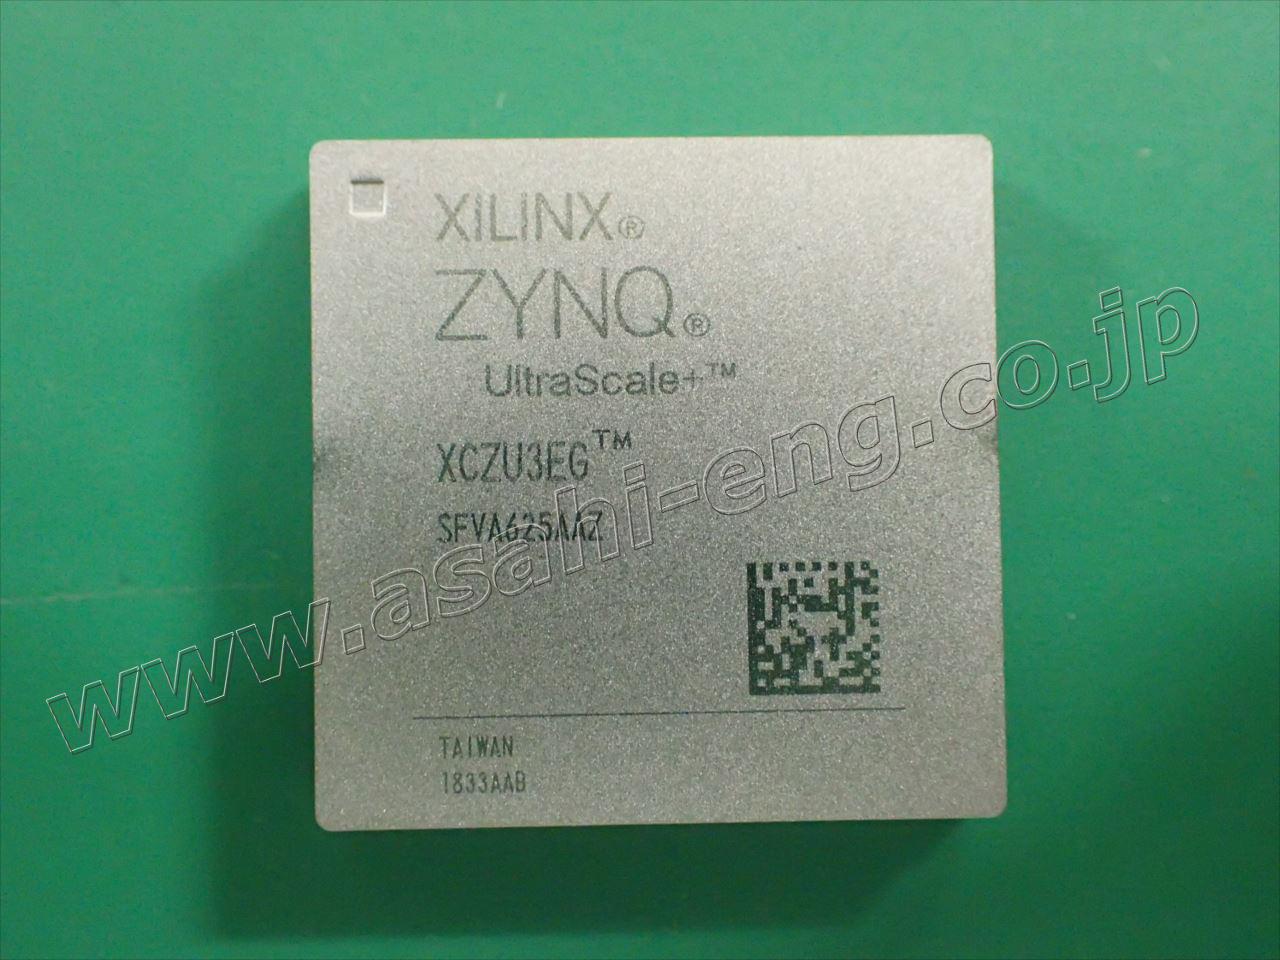 XILINX®
ZYNQ®
UltraScale+™
XCZU3EG™
SFVA625AAZ
TAIWAN
1833AAB
www.asahi-eng.co.jp